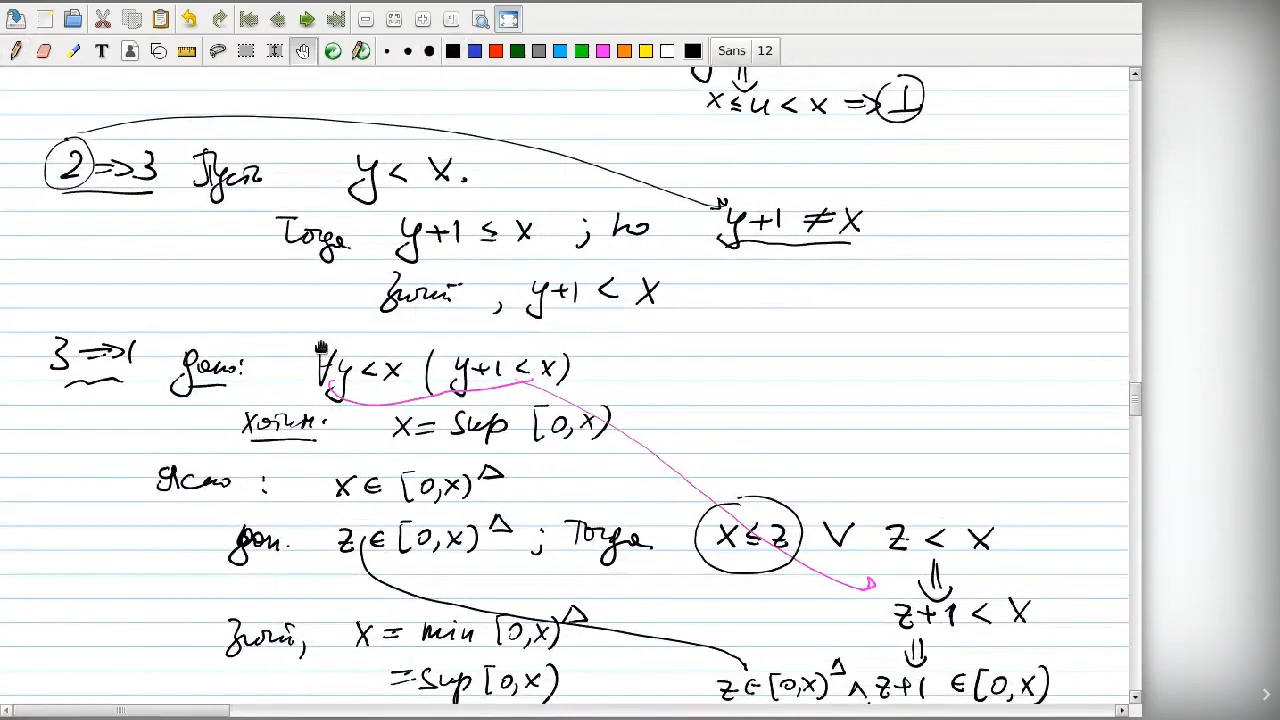 Sans 12
x ≤ u < x ⇒ ⊥
2 ⇒ 3 Пусть y < x.
Тогда y+1 ≤ x ; но y+1 ≠ x
Значит, y+1 < x
3 ⇒ 1 Дано: ∀y < x ( y+1 < x )
Хотим: x = sup [0,x)
Ясно : x ∈ [0,x)^Δ
Доп. z ∈ [0,x)^Δ ; Тогда x ≤ z ∨ z < x
⇓
z+1 < x
⇓
Значит, x = min [0,x)^Δ
= sup [0,x)
z ∈ [0,x)^Δ ∧ z+1 ∈ [0,x)